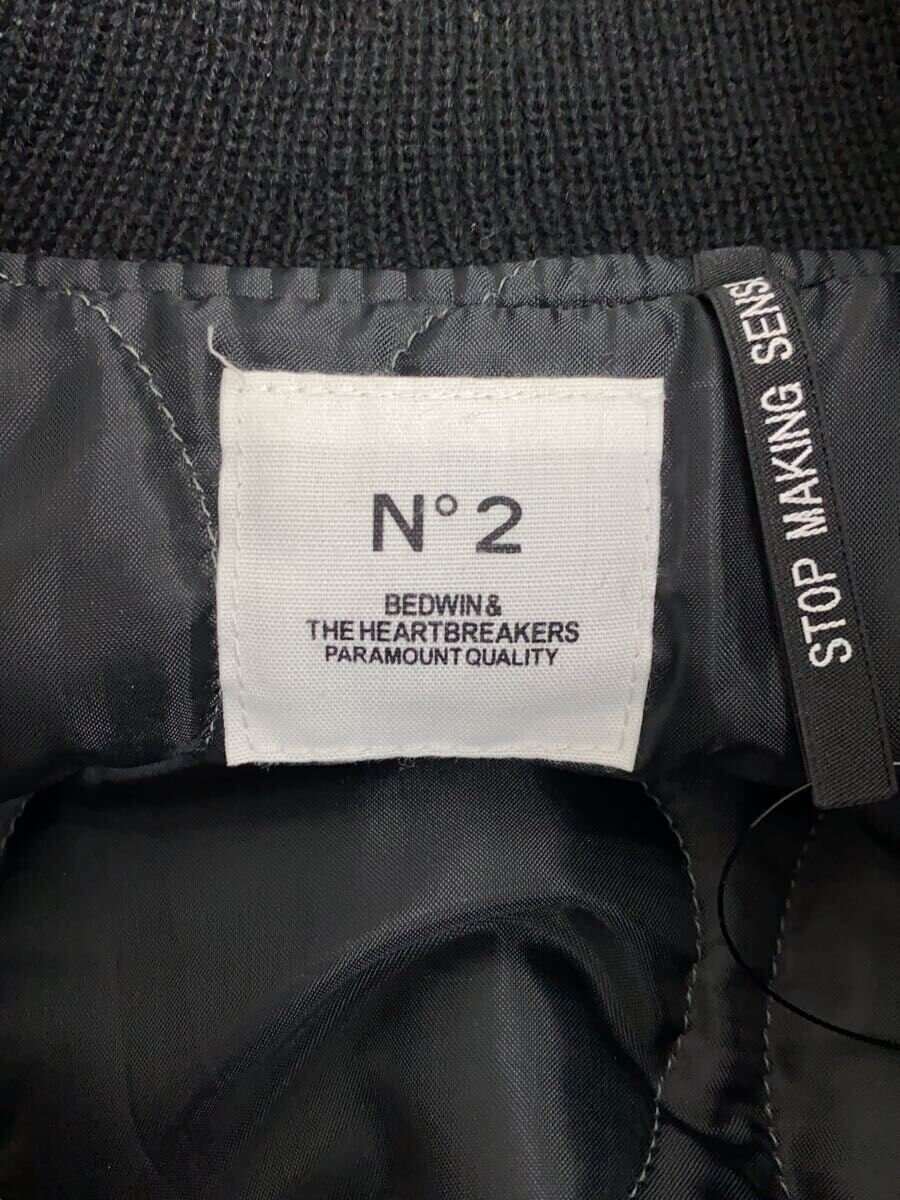 N° 2
BEDWIN &
THE HEARTBREAKERS
PARAMOUNT QUALITY
STOP MAKING SENS